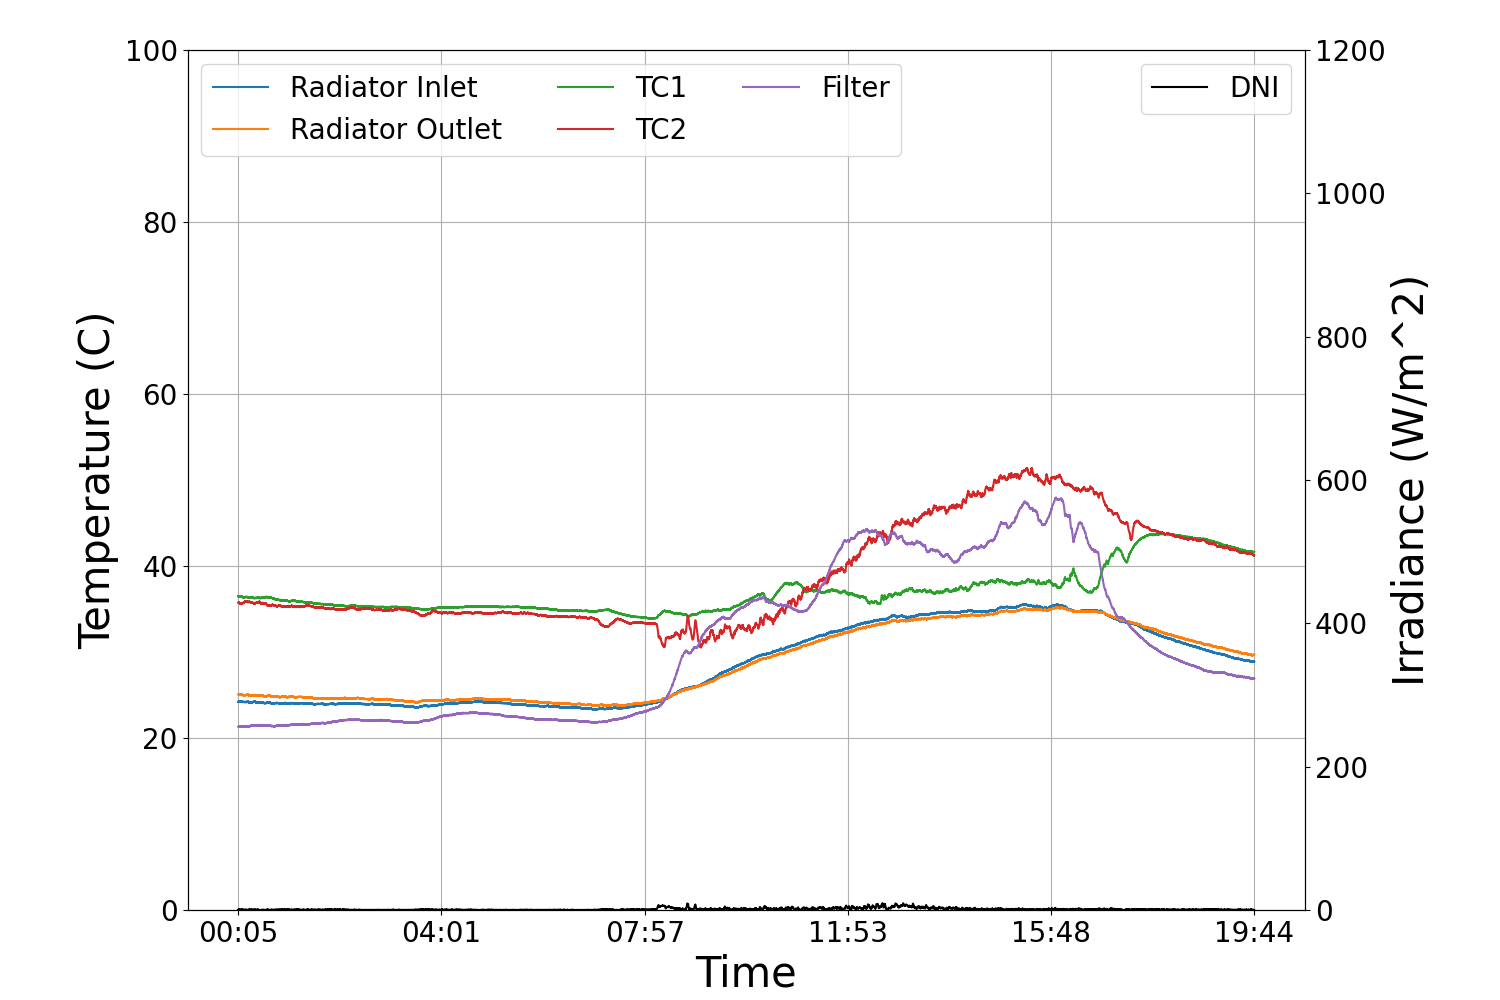 Radiator Inlet
Radiator Outlet
TC1
TC2
Filter
DNI
Temperature (C)
100
80
60
40
20
0
1200
1000
800
600
400
200
0
Irradiance (W/m^2)
00:05 04:01 07:57 11:53 15:48 19:44
Time